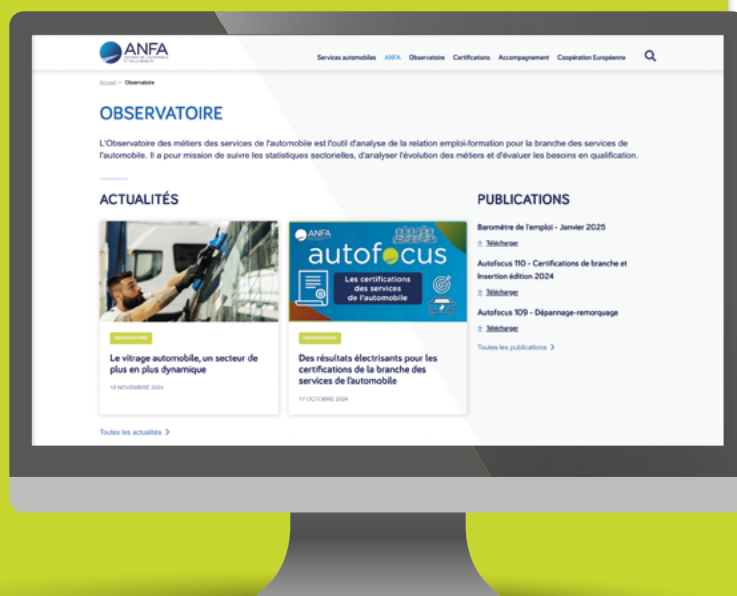 ANFA
Services automobiles ANFA Observatoire Certifications Accompagnement Coopération Européenne
Accueil > Observatoire
OBSERVATOIRE
L'Observatoire des métiers des services de l'automobile est l'outil d'analyse de la relation emploi-formation pour la branche des services de
l'automobile. Il a pour mission de suivre les statistiques sectorielles, d'analyser l'évolution des métiers et d'évaluer les besoins en qualification.
ACTUALITÉS
OBSERVATOIRE
Le vitrage automobile, un secteur de
plus en plus dynamique
19 NOVEMBRE 2024
ANFA
autofocus
Les certifications
des services
de l'automobile
OBSERVATOIRE
Des résultats électrisants pour les
certifications de la branche des
services de l'automobile
17 OCTOBRE 2024
Toutes les actualités >
PUBLICATIONS
Baromètre de l'emploi - Janvier 2025
Télécharger
Autofocus 110 - Certifications de branche et
Insertion édition 2024
Télécharger
Autofocus 109 - Dépannage-remorquage
Télécharger
Toutes les publications >